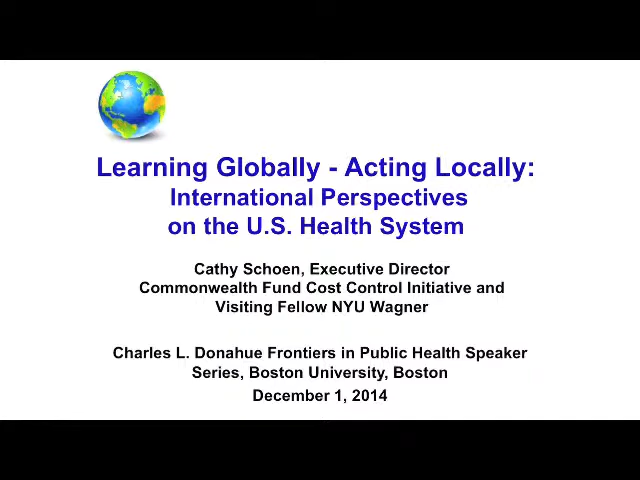 Learning Globally - Acting Locally:
International Perspectives
on the U.S. Health System
Cathy Schoen, Executive Director
Commonwealth Fund Cost Control Initiative and
Visiting Fellow NYU Wagner
Charles L. Donahue Frontiers in Public Health Speaker
Series, Boston University, Boston
December 1, 2014